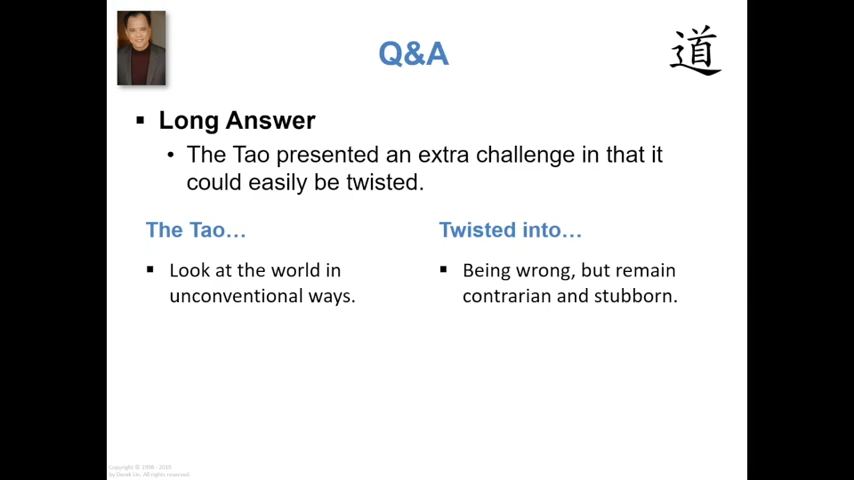 Q&A
道
▪ Long Answer
• The Tao presented an extra challenge in that it
could easily be twisted.
The Tao…
▪ Look at the world in
unconventional ways.
Twisted into…
▪ Being wrong, but remain
contrarian and stubborn.
Copyright © 1998 - 2019
by Derek Lin. All rights reserved.